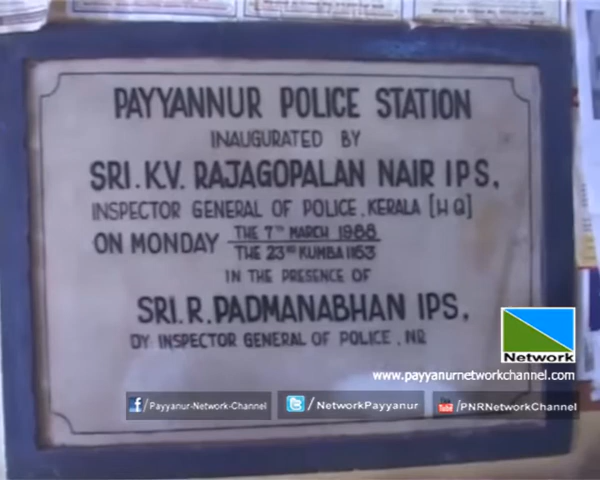 PAYYANNUR POLICE STATION
INAUGURATED BY
SRI. K.V. RAJAGOPALAN NAIR I P S,
INSPECTOR GENERAL OF POLICE, KERALA [H Q]
ON MONDAY THE 7TH MARCH 1988
THE 23RD KUMBA 1163
IN THE PRESENCE OF
SRI. R. PADMANABHAN IPS,
DY INSPECTOR GENERAL OF POLICE, NR
Network
www.payyanurnetworkchannel.com
/Payyanur-Network-Channel
/NetworkPayyanur
You Tube /PNRNetworkChannel